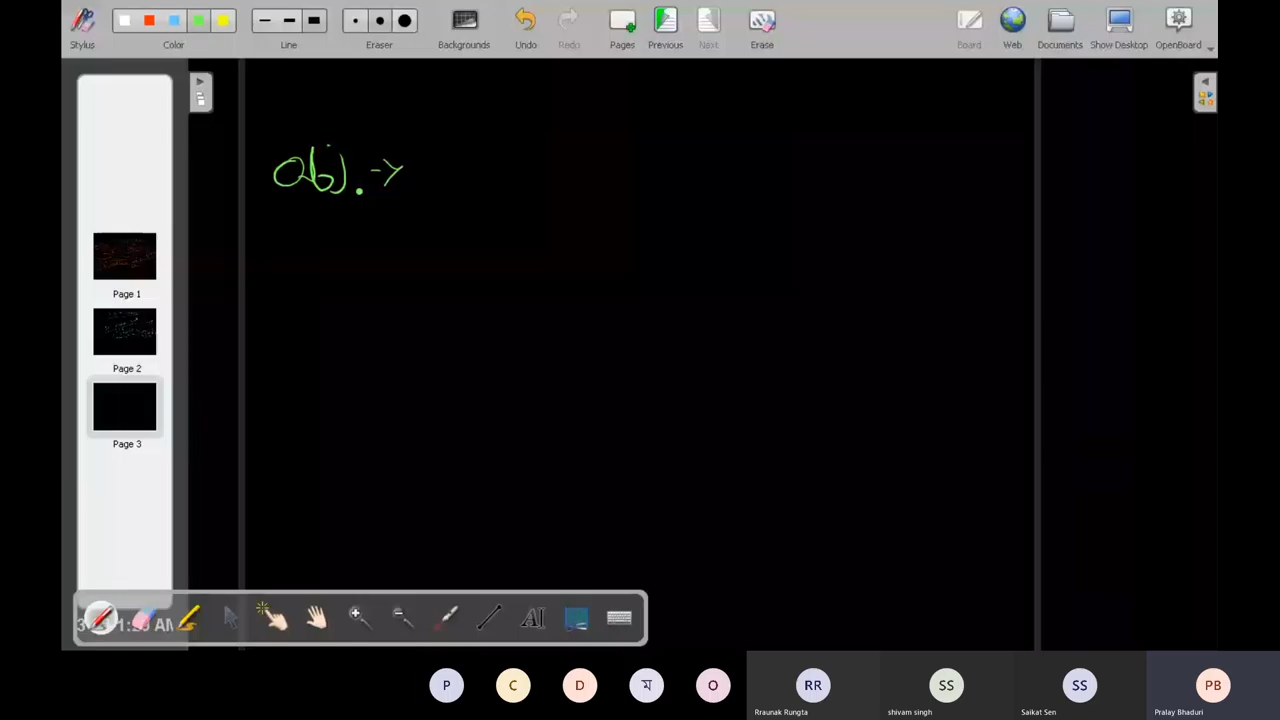 Stylus
Color
Line
Eraser
Backgrounds
Undo
Redo
Pages
Previous
Next
Erase
Board
Web
Documents
Show Desktop
OpenBoard
Obj. ->
Page 1
Page 2
Page 3
P
C
D
ম
O
RR
SS
SS
PB
Rraunak Rungta
shivam singh
Saikat Sen
Pralay Bhaduri